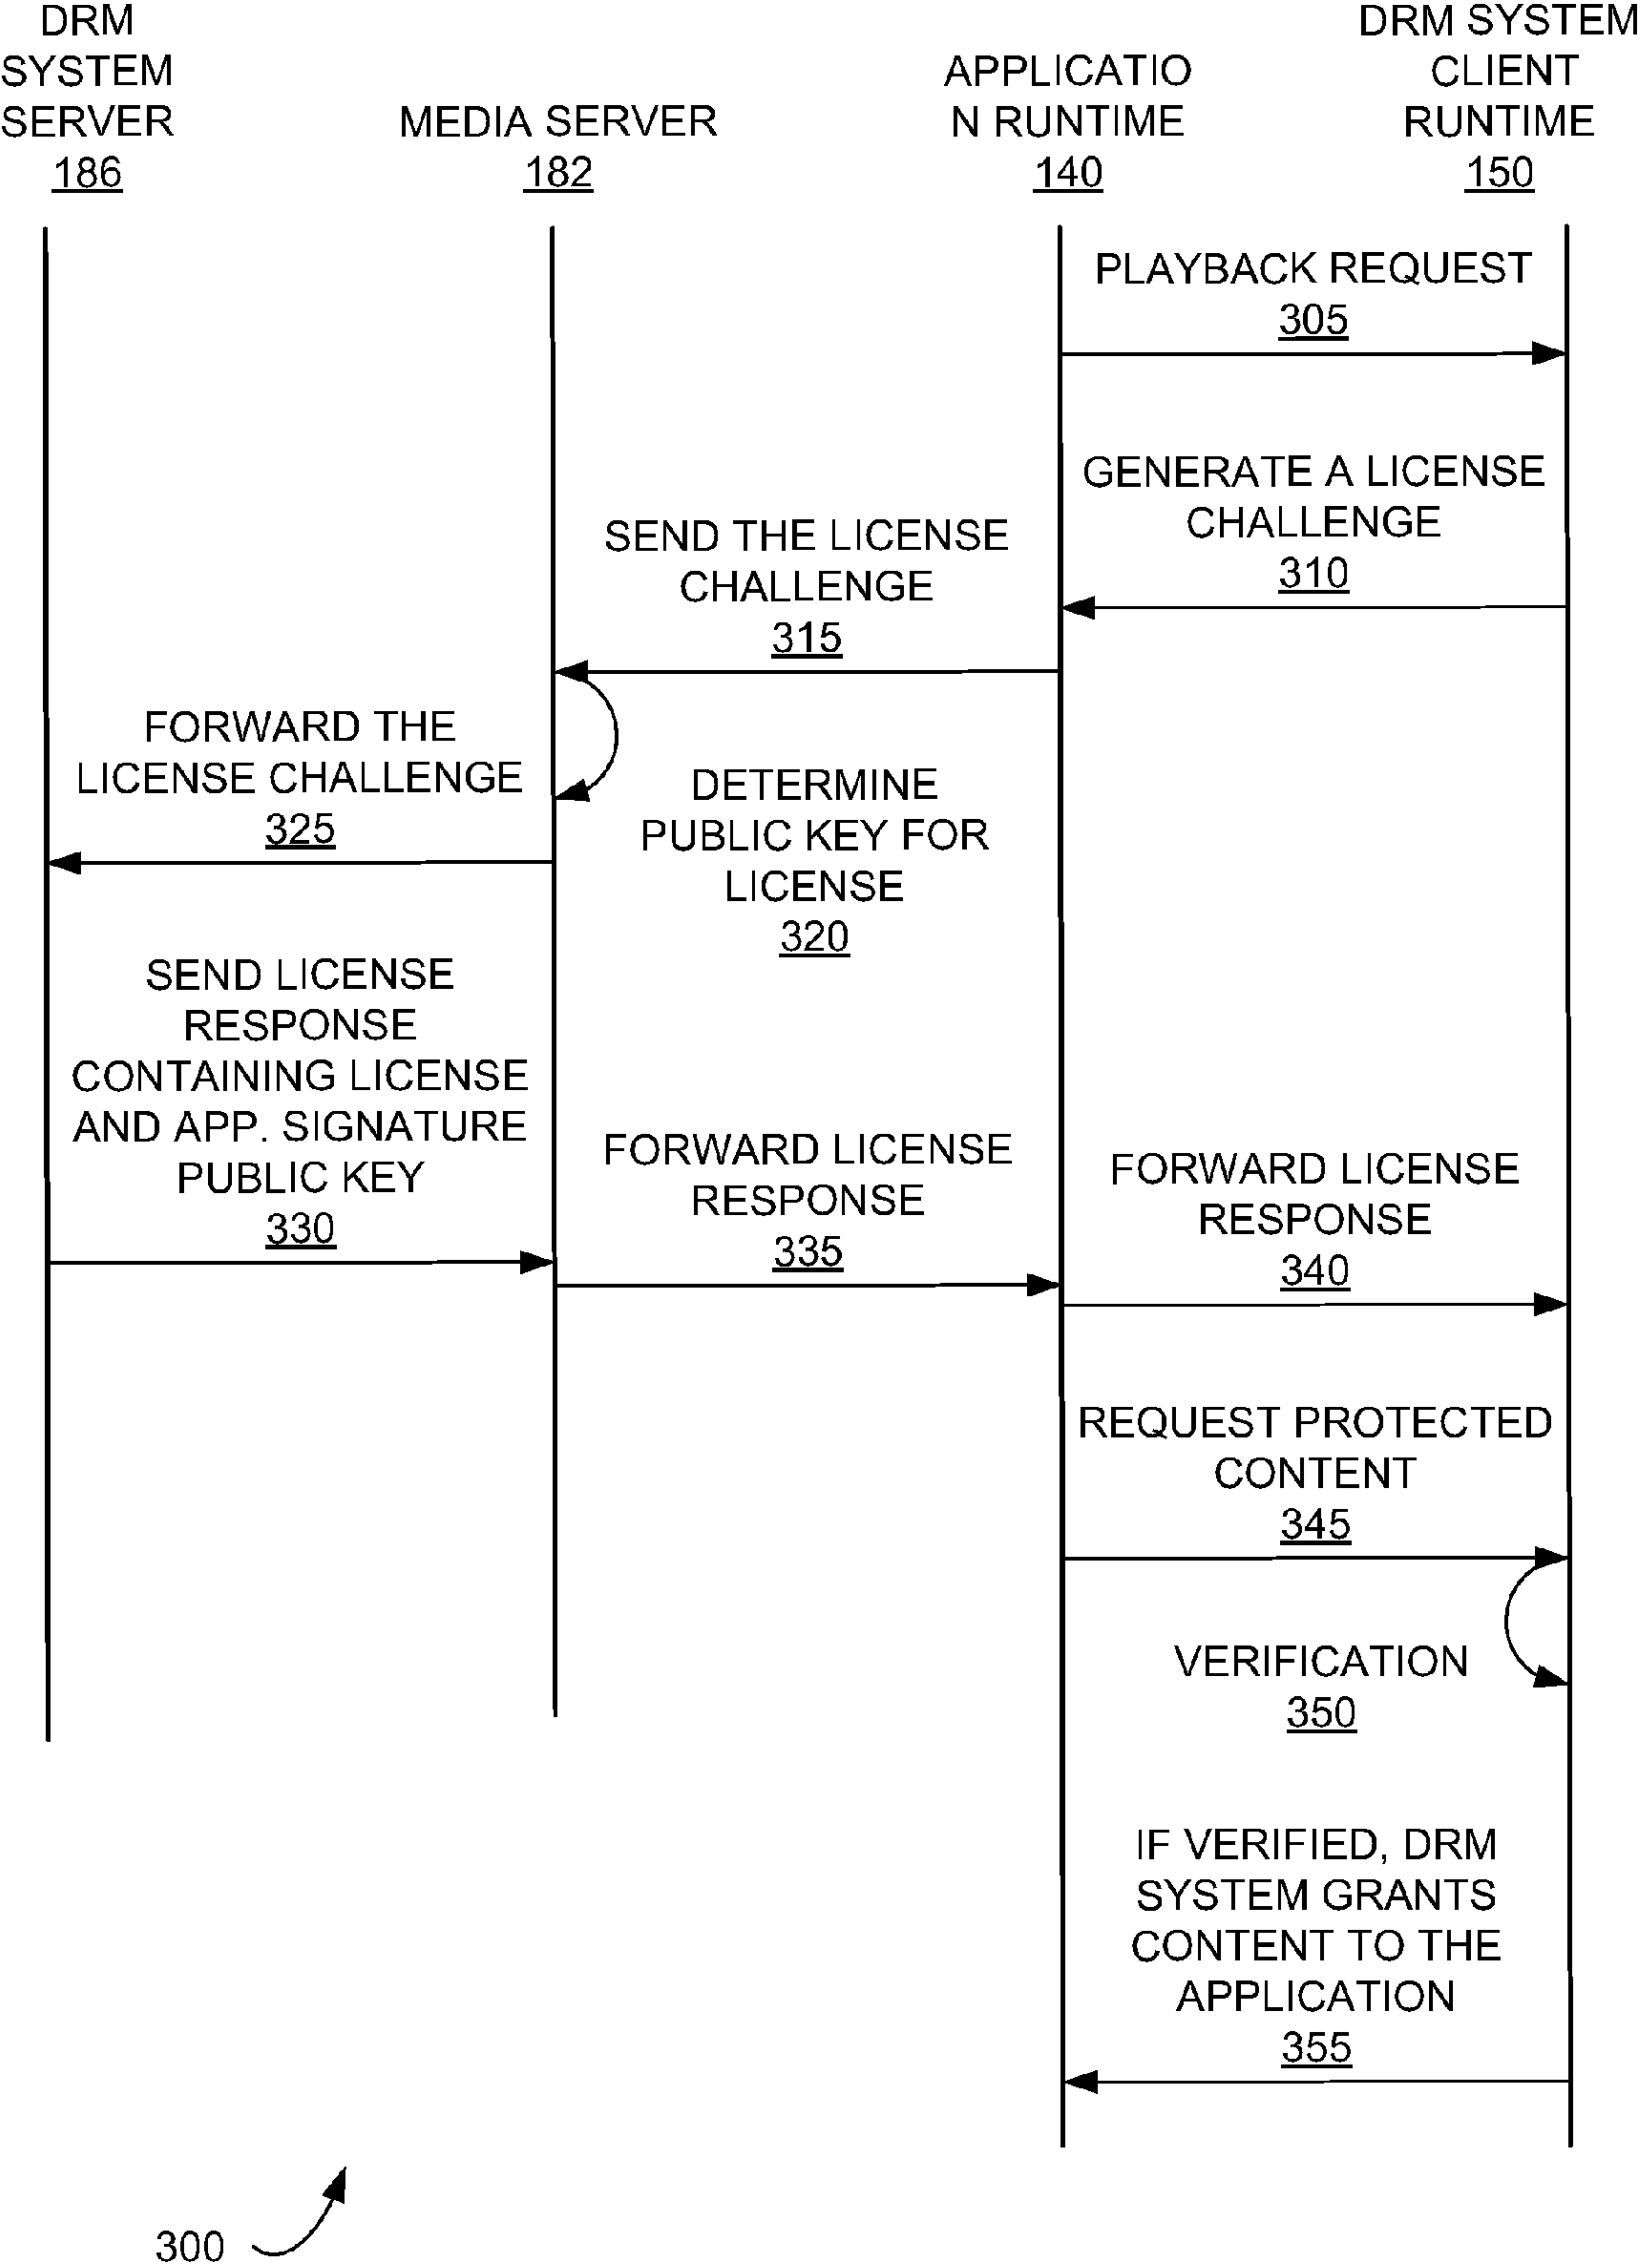 DRM
SYSTEM
SERVER
186
MEDIA SERVER
182
APPLICATIO
N RUNTIME
140
DRM SYSTEM
CLIENT
RUNTIME
150
PLAYBACK REQUEST
305
GENERATE A LICENSE
CHALLENGE
310
SEND THE LICENSE
CHALLENGE
315
DETERMINE
PUBLIC KEY FOR
LICENSE
320
FORWARD THE
LICENSE CHALLENGE
325
SEND LICENSE
RESPONSE
CONTAINING LICENSE
AND APP. SIGNATURE
PUBLIC KEY
330
FORWARD LICENSE
RESPONSE
335
FORWARD LICENSE
RESPONSE
340
REQUEST PROTECTED
CONTENT
345
VERIFICATION
350
IF VERIFIED, DRM
SYSTEM GRANTS
CONTENT TO THE
APPLICATION
355
300